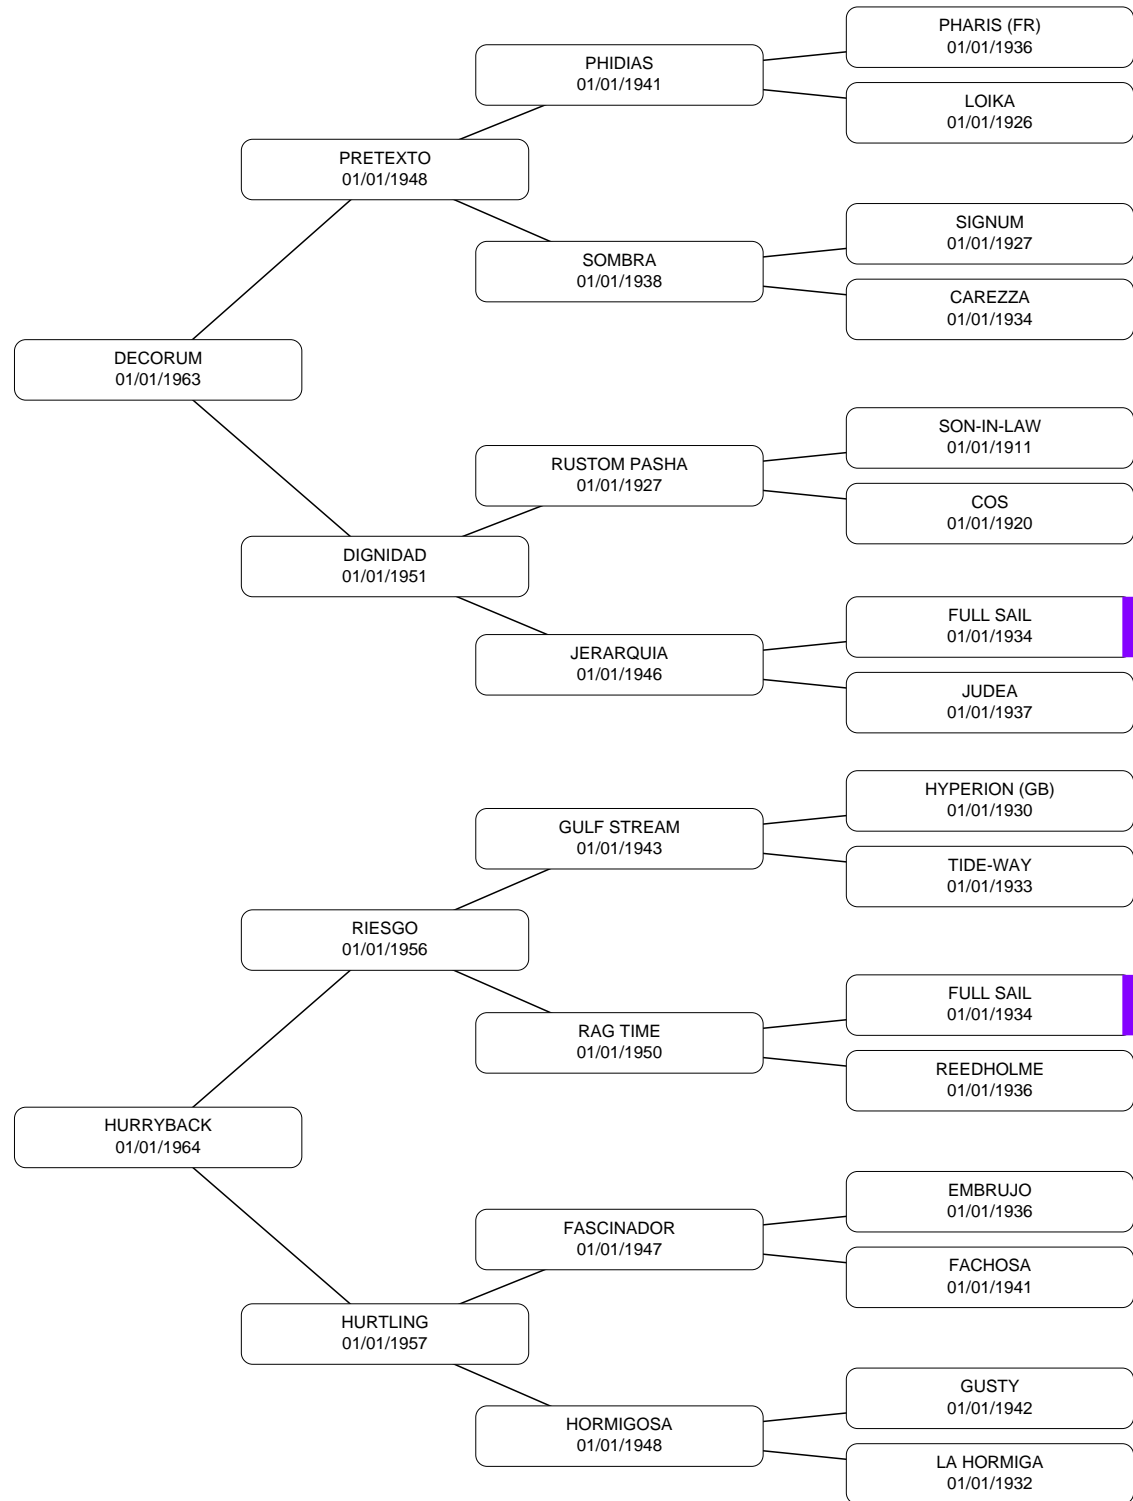 PHARIS (FR)
01/01/1936
PHIDIAS
01/01/1941
LOIKA
01/01/1926
PRETEXTO
01/01/1948
SIGNUM
01/01/1927
SOMBRA
01/01/1938
CAREZZA
01/01/1934
DECORUM
01/01/1963
SON-IN-LAW
01/01/1911
RUSTOM PASHA
01/01/1927
COS
01/01/1920
DIGNIDAD
01/01/1951
FULL SAIL
01/01/1934
JERARQUIA
01/01/1946
JUDEA
01/01/1937
HYPERION (GB)
01/01/1930
GULF STREAM
01/01/1943
TIDE-WAY
01/01/1933
RIESGO
01/01/1956
FULL SAIL
01/01/1934
RAG TIME
01/01/1950
REEDHOLME
01/01/1936
HURRYBACK
01/01/1964
EMBRUJO
01/01/1936
FASCINADOR
01/01/1947
FACHOSA
01/01/1941
HURTLING
01/01/1957
GUSTY
01/01/1942
HORMIGOSA
01/01/1948
LA HORMIGA
01/01/1932